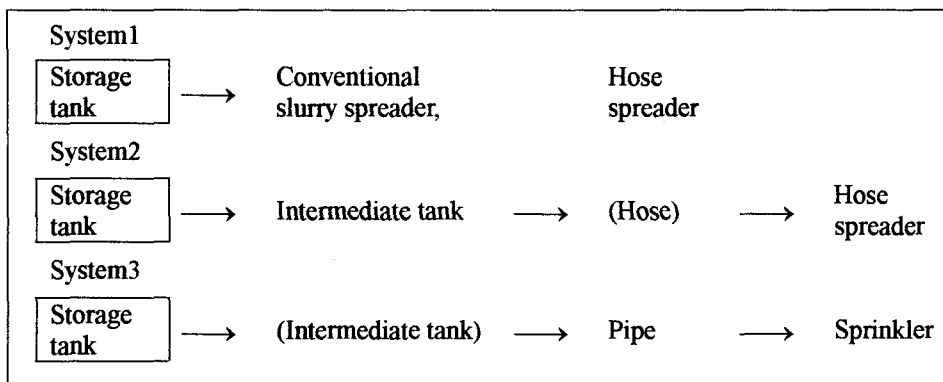 System1
Storage tank → Conventional slurry spreader, Hose spreader
System2
Storage tank → Intermediate tank → (Hose) → Hose spreader
System3
Storage tank → (Intermediate tank) → Pipe → Sprinkler